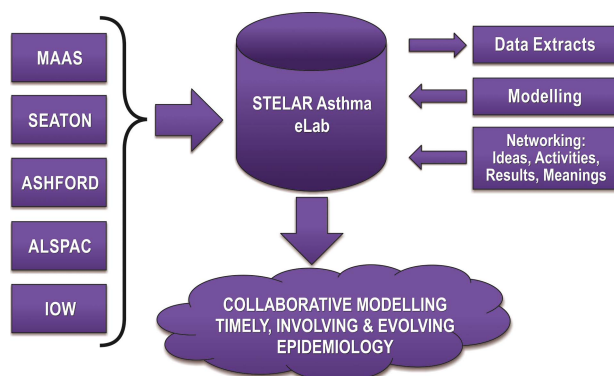 MAAS
SEATON
ASHFORD
ALSPAC
IOW
STELAR Asthma
eLab
Data Extracts
Modelling
Networking:
Ideas, Activities,
Results, Meanings
COLLABORATIVE MODELLING
TIMELY, INVOLVING & EVOLVING
EPIDEMIOLOGY